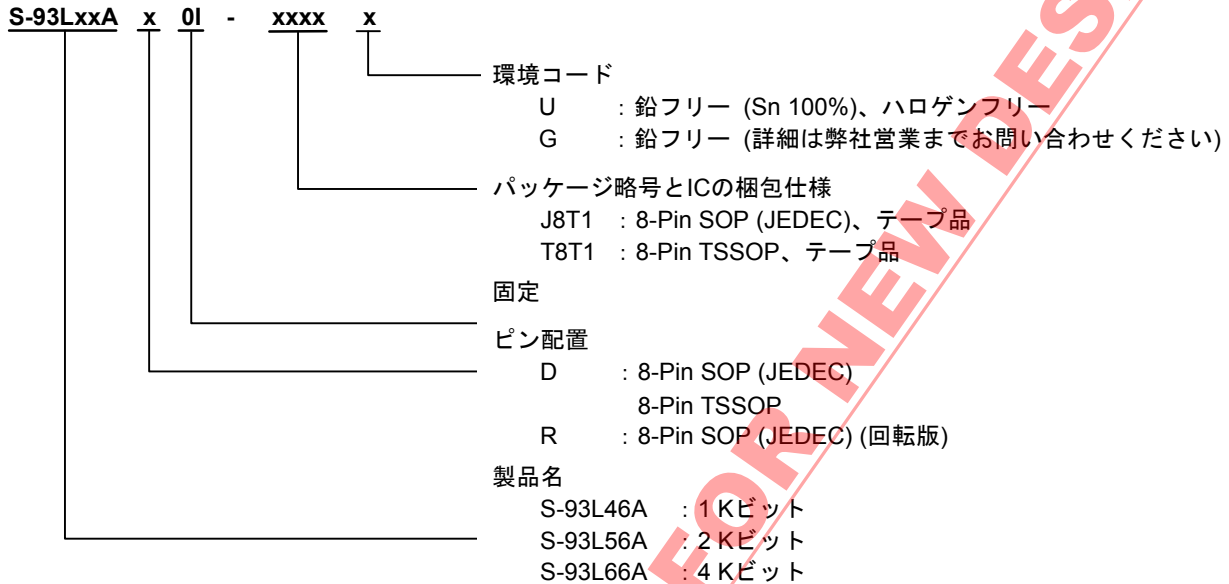 S-93LxxA x 0I - xxxx x
環境コード
U : 鉛フリー (Sn 100%)、ハロゲンフリー
G : 鉛フリー (詳細は弊社営業までお問い合わせください)
パッケージ略号とICの梱包仕様
J8T1 : 8-Pin SOP (JEDEC)、テープ品
T8T1 : 8-Pin TSSOP、テープ品
固定
ピン配置
D : 8-Pin SOP (JEDEC)
8-Pin TSSOP
R : 8-Pin SOP (JEDEC) (回転版)
製品名
S-93L46A : 1 Kビット
S-93L56A : 2 Kビット
S-93L66A : 4 Kビット
FOR NEW DES